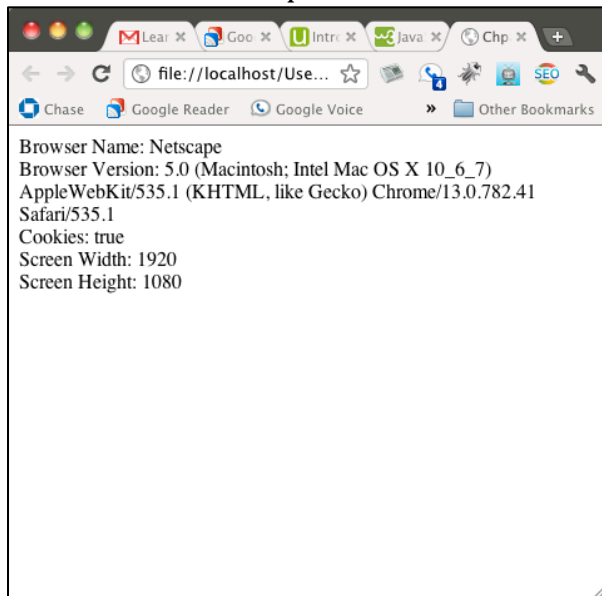 Lear Goo Intro Java Chp
file://localhost/Use...
4 SEO
Chase Google Reader Google Voice » Other Bookmarks
Browser Name: Netscape
Browser Version: 5.0 (Macintosh; Intel Mac OS X 10_6_7)
AppleWebKit/535.1 (KHTML, like Gecko) Chrome/13.0.782.41
Safari/535.1
Cookies: true
Screen Width: 1920
Screen Height: 1080